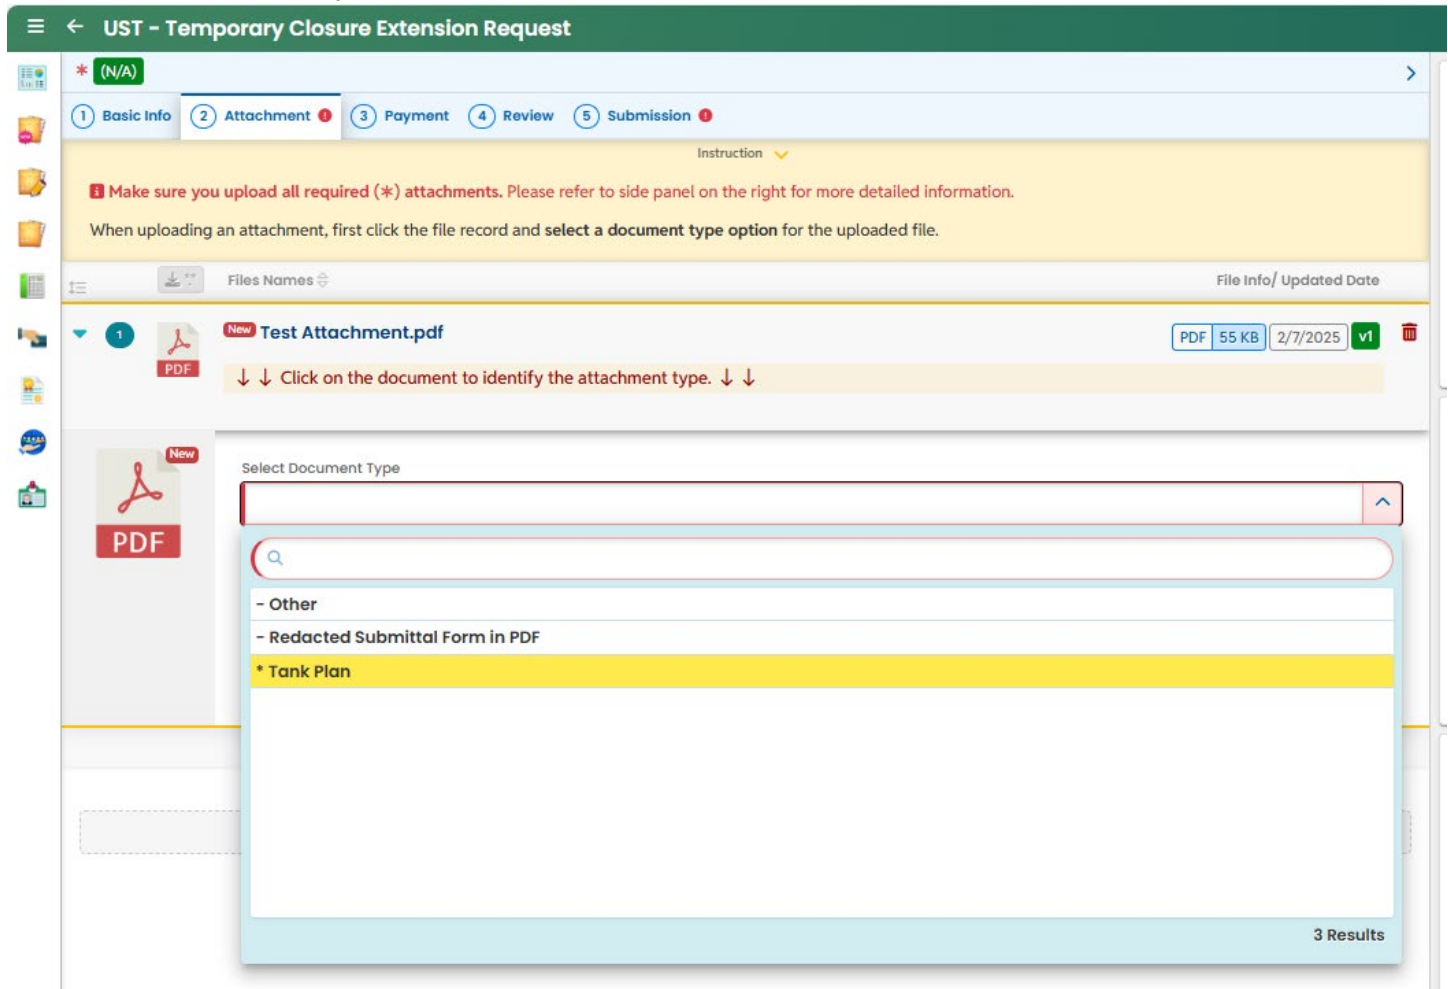 UST - Temporary Closure Extension Request
* (N/A)
1 Basic Info 2 Attachment 3 Payment 4 Review 5 Submission
Instruction
Make sure you upload all required (*) attachments. Please refer to side panel on the right for more detailed information.
When uploading an attachment, first click the file record and select a document type option for the uploaded file.
Files Names File Info/ Updated Date
1 PDF New Test Attachment.pdf PDF 55 KB 2/7/2025 v1
↓ ↓ Click on the document to identify the attachment type. ↓ ↓
New
PDF
Select Document Type
- Other
- Redacted Submittal Form in PDF
* Tank Plan
3 Results